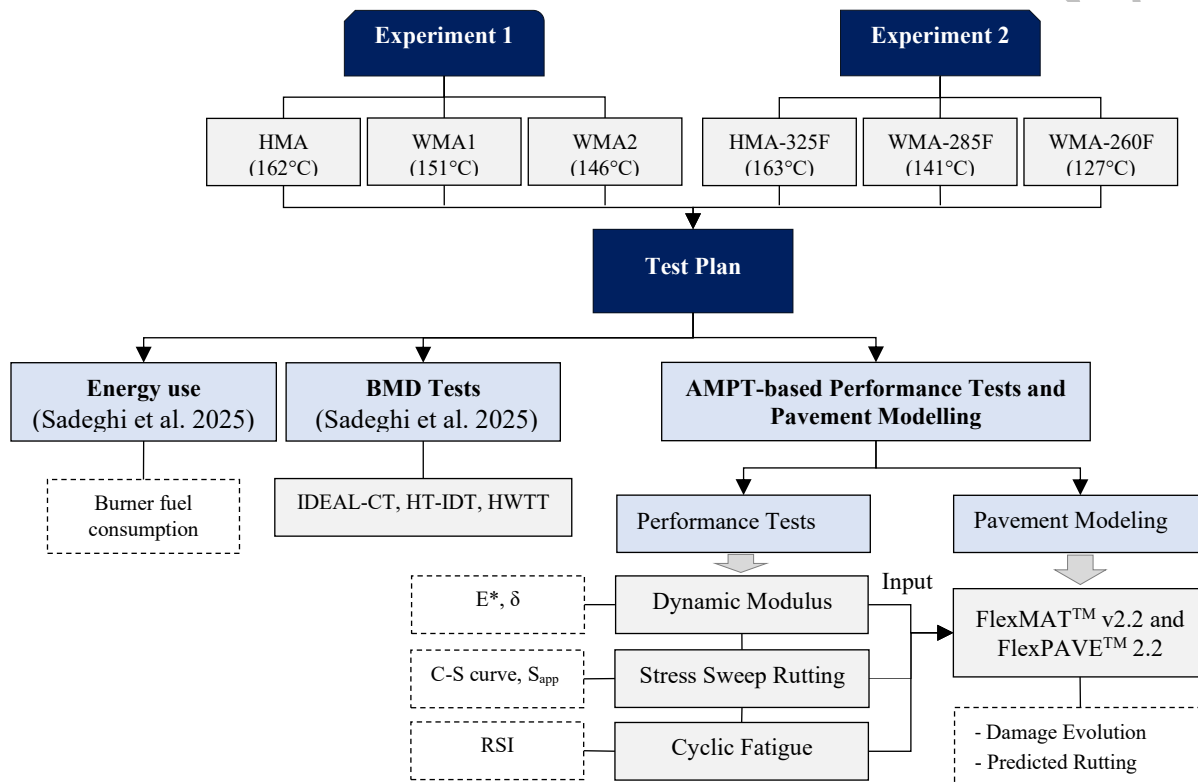 Experiment 1
Experiment 2
HMA
(162°C)
WMA1
(151°C)
WMA2
(146°C)
HMA-325F
(163°C)
WMA-285F
(141°C)
WMA-260F
(127°C)
Test Plan
Energy use
(Sadeghi et al. 2025)
BMD Tests
(Sadeghi et al. 2025)
AMPT-based Performance Tests and
Pavement Modelling
Burner fuel
consumption
IDEAL-CT, HT-IDT, HWTT
Performance Tests
Pavement Modeling
E*, δ
Dynamic Modulus
Input
FlexMAT™ v2.2 and
FlexPAVE™ 2.2
C-S curve, Sapp
Stress Sweep Rutting
RSI
Cyclic Fatigue
- Damage Evolution
- Predicted Rutting